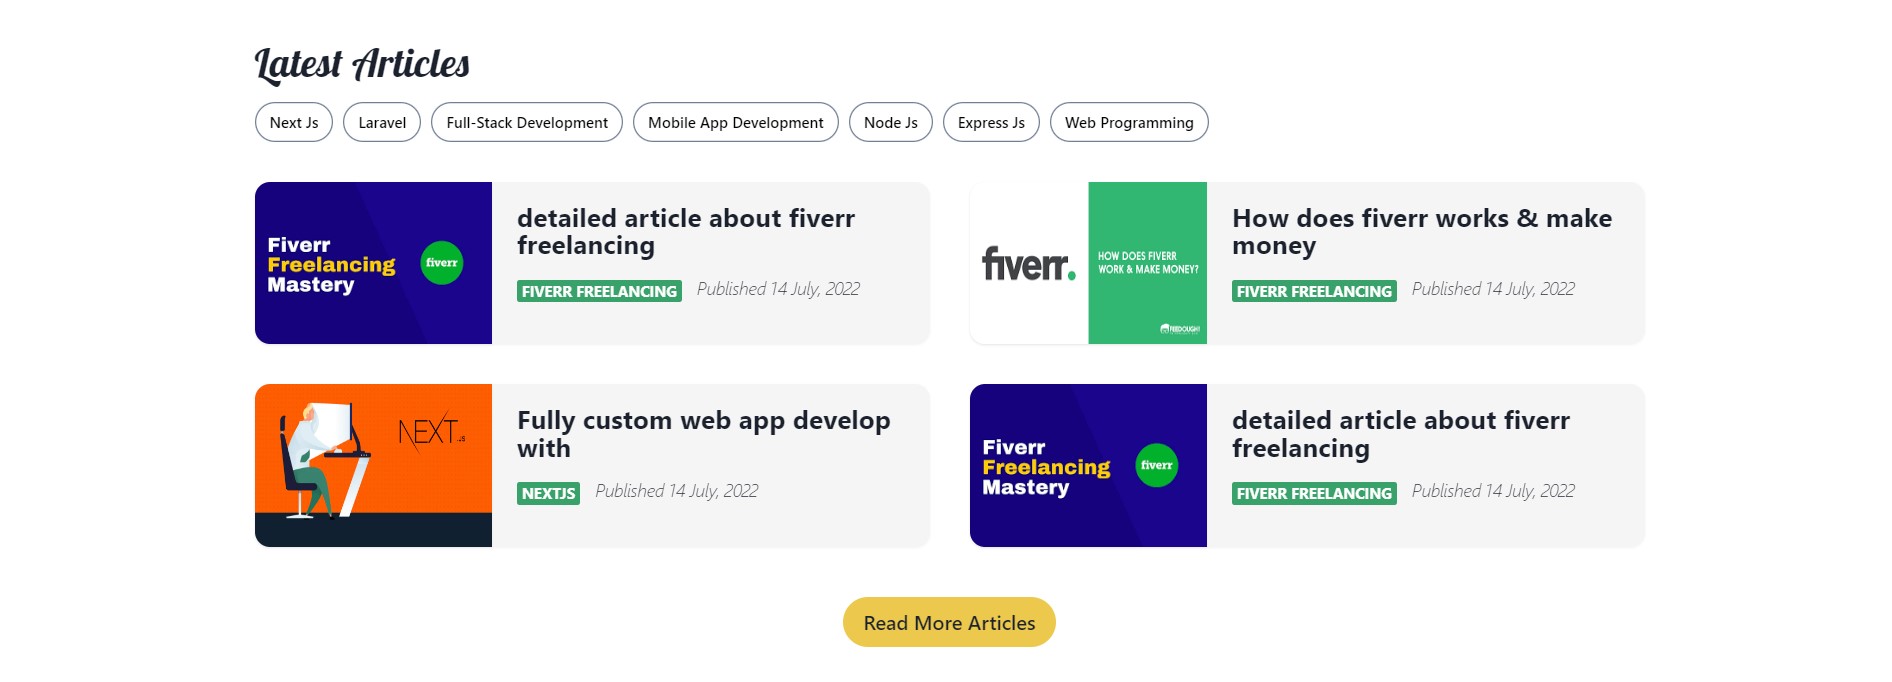 Latest Articles
Next Js
Laravel
Full-Stack Development
Mobile App Development
Node Js
Express Js
Web Programming
Fiverr
Freelancing
Mastery
fiverr
detailed article about fiverr
freelancing
FIVERR FREELANCING
Published 14 July, 2022
fiverr.
HOW DOES FIVERR
WORK & MAKE MONEY?
FEEDOUGH
How does fiverr works & make
money
FIVERR FREELANCING
Published 14 July, 2022
NEXT.JS
Fully custom web app develop
with
NEXTJS
Published 14 July, 2022
Fiverr
Freelancing
Mastery
fiverr
detailed article about fiverr
freelancing
FIVERR FREELANCING
Published 14 July, 2022
Read More Articles